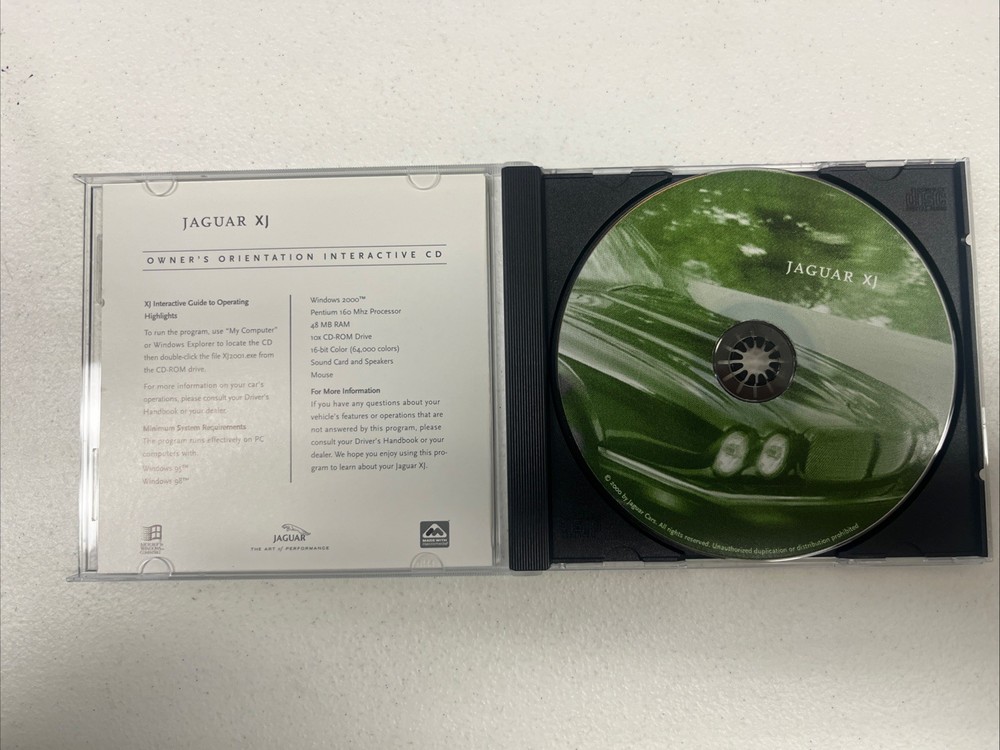 JAGUAR XJ
OWNER'S ORIENTATION INTERACTIVE CD
XJ Interactive Guide to Operating
Highlights
To run the program, use "My Computer"
or Windows Explorer to locate the CD
then double-click the file XJ2001.exe from
the CD-ROM drive.
For more information on your car's
operations, please consult your Driver's
Handbook or your dealer.
Minimum System Requirements
The program runs effectively on PC
computers with:
Windows 95™
Windows 98™
Windows 2000™
Pentium 160 Mhz Processor
48 MB RAM
10x CD-ROM Drive
16-bit Color (64,000 colors)
Sound Card and Speakers
Mouse
For More Information
If you have any questions about your
vehicle's features or operations that are
not answered by this program, please
consult your Driver's Handbook or your
dealer. We hope you enjoy using this pro-
gram to learn about your Jaguar XJ.
JAGUAR
THE ART of PERFORMANCE
MADE WITH
JAGUAR XJ
© 2000 by Jaguar Cars. All rights reserved. Unauthorized duplication or distribution prohibited